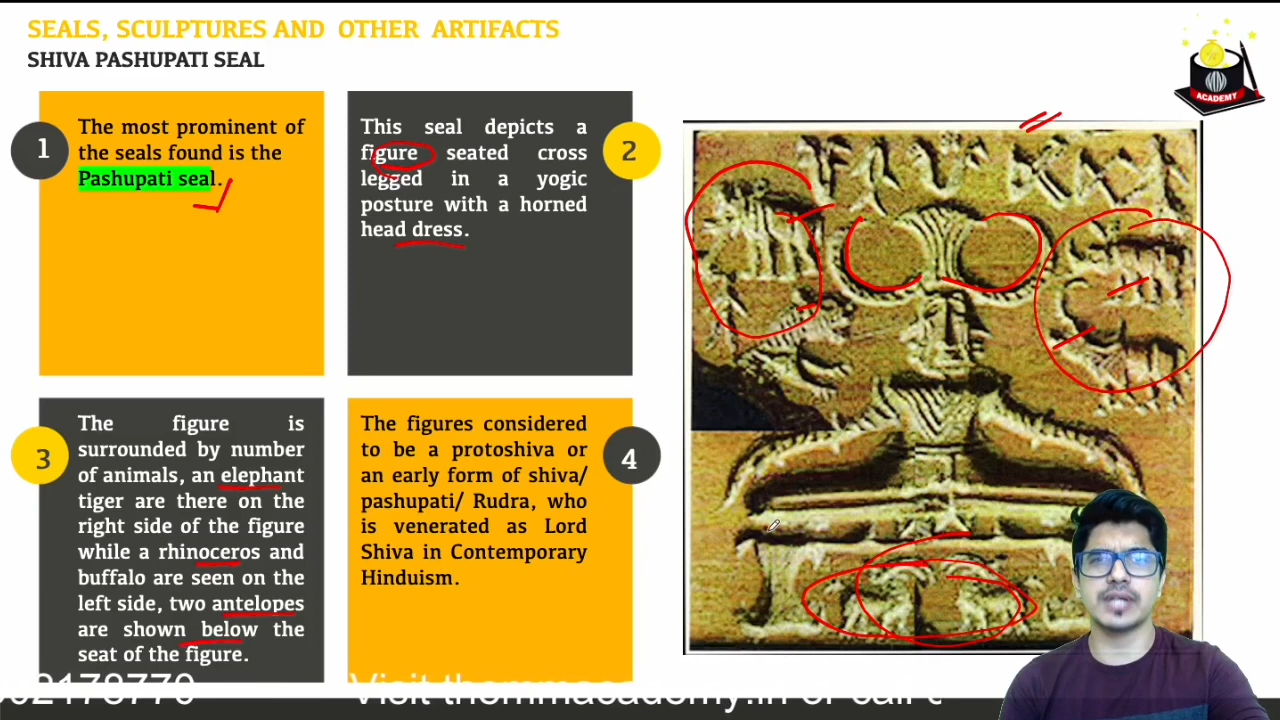 SEALS, SCULPTURES AND OTHER ARTIFACTS
SHIVA PASHUPATI SEAL
ACADEMY
1
The most prominent of
the seals found is the
Pashupati seal.
This seal depicts a
figure seated cross
legged in a yogic
posture with a horned
head dress.
2
3
The figure is
surrounded by number
of animals, an elephant
tiger are there on the
right side of the figure
while a rhinoceros and
buffalo are seen on the
left side, two antelopes
are shown below the
seat of the figure.
The figures considered
to be a protoshiva or
an early form of shiva/
pashupati/ Rudra, who
is venerated as Lord
Shiva in Contemporary
Hinduism.
4
Visit themmacademy.in or call